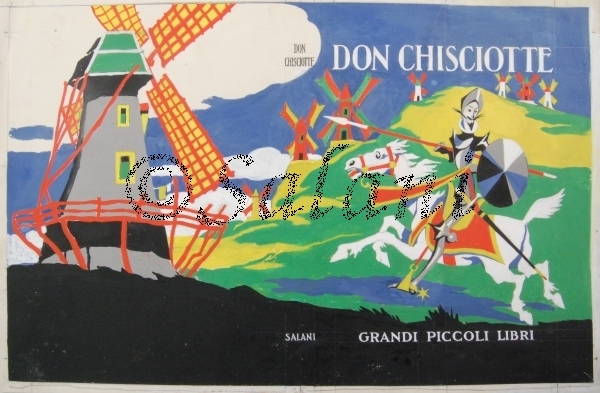 DON
CHISCIOTTE
DON CHISCIOTTE
©Salani
SALANI
GRANDI PICCOLI LIBRI